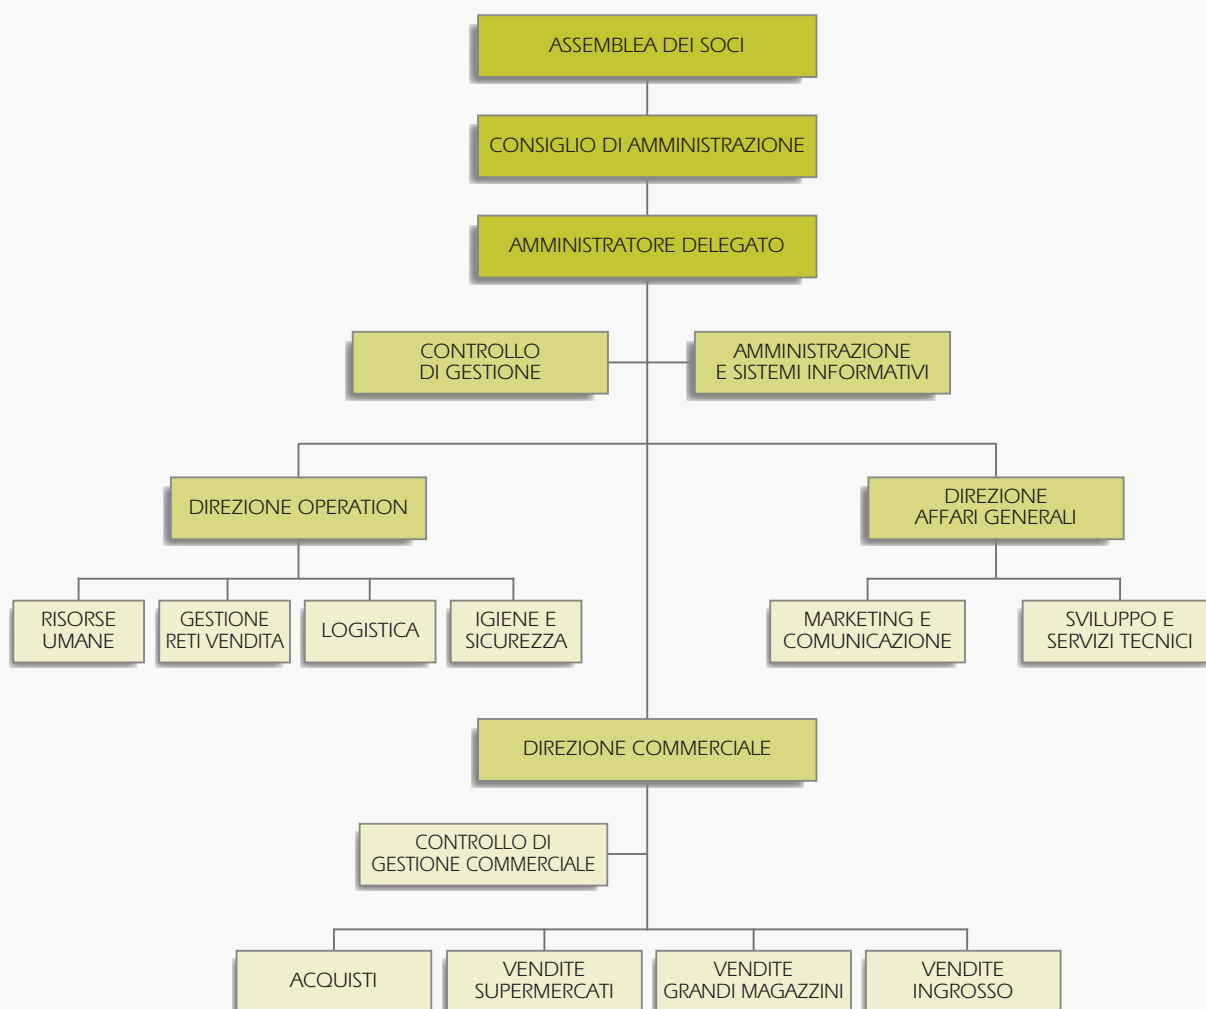 ASSEMBLEA DEI SOCI
CONSIGLIO DI AMMINISTRAZIONE
AMMINISTRATORE DELEGATO
CONTROLLO
DI GESTIONE
AMMINISTRAZIONE
E SISTEMI INFORMATIVI
DIREZIONE OPERATION
DIREZIONE
AFFARI GENERALI
RISORSE
UMANE
GESTIONE
RETI VENDITA
LOGISTICA
IGIENE E
SICUREZZA
MARKETING E
COMUNICAZIONE
SVILUPPO E
SERVIZI TECNICI
DIREZIONE COMMERCIALE
CONTROLLO DI
GESTIONE COMMERCIALE
ACQUISTI
VENDITE
SUPERMERCATI
VENDITE
GRANDI MAGAZZINI
VENDITE
INGROSSO